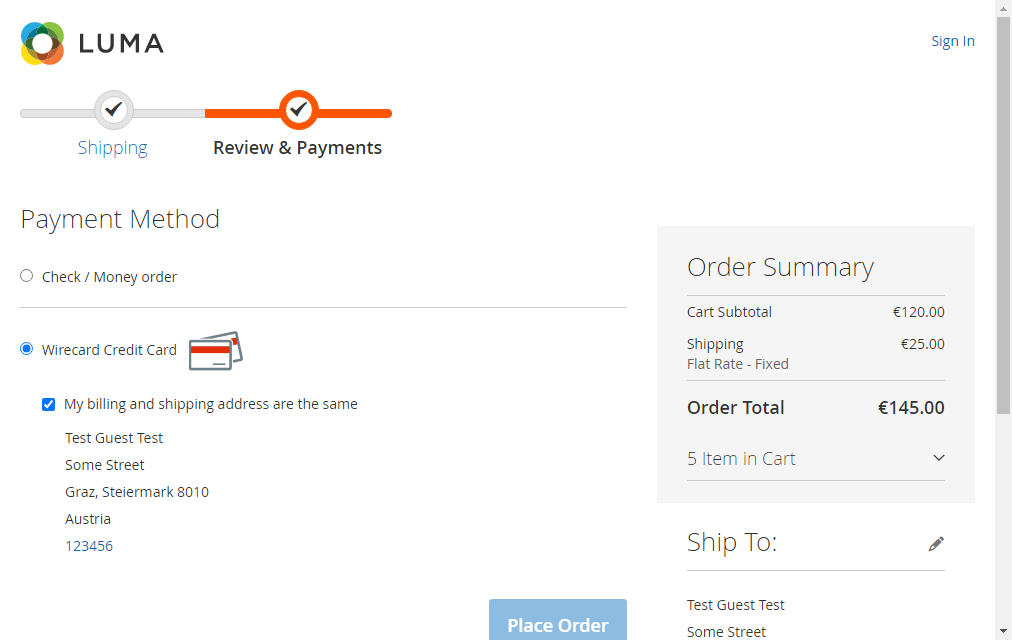 LUMA
Sign In
Shipping
Review & Payments
Payment Method
Check / Money order
Wirecard Credit Card
My billing and shipping address are the same
Test Guest Test
Some Street
Graz, Steiermark 8010
Austria
123456
Place Order
Order Summary
Cart Subtotal €120.00
Shipping €25.00
Flat Rate - Fixed
Order Total €145.00
5 Item in Cart
Ship To:
Test Guest Test
Some Street